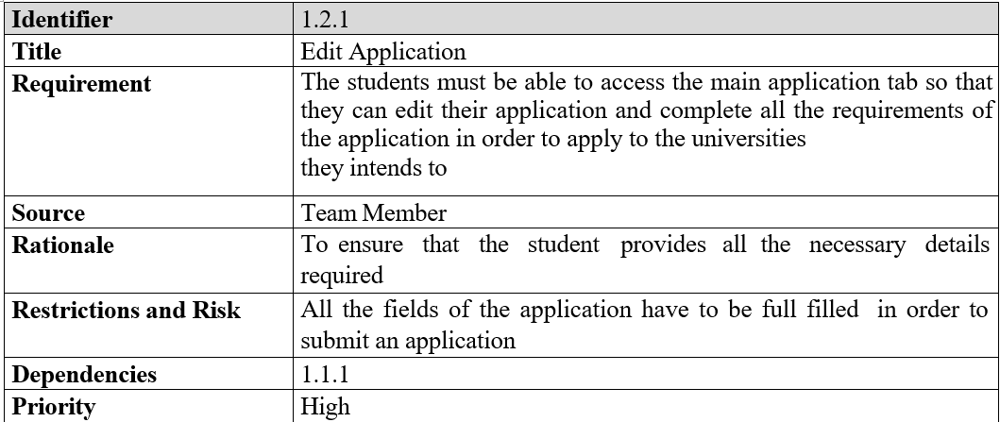 Identifier 1.2.1
Title Edit Application
Requirement The students must be able to access the main application tab so that
they can edit their application and complete all the requirements of
the application in order to apply to the universities
they intends to
Source Team Member
Rationale To ensure that the student provides all the necessary details
required
Restrictions and Risk All the fields of the application have to be full filled in order to
submit an application
Dependencies 1.1.1
Priority High